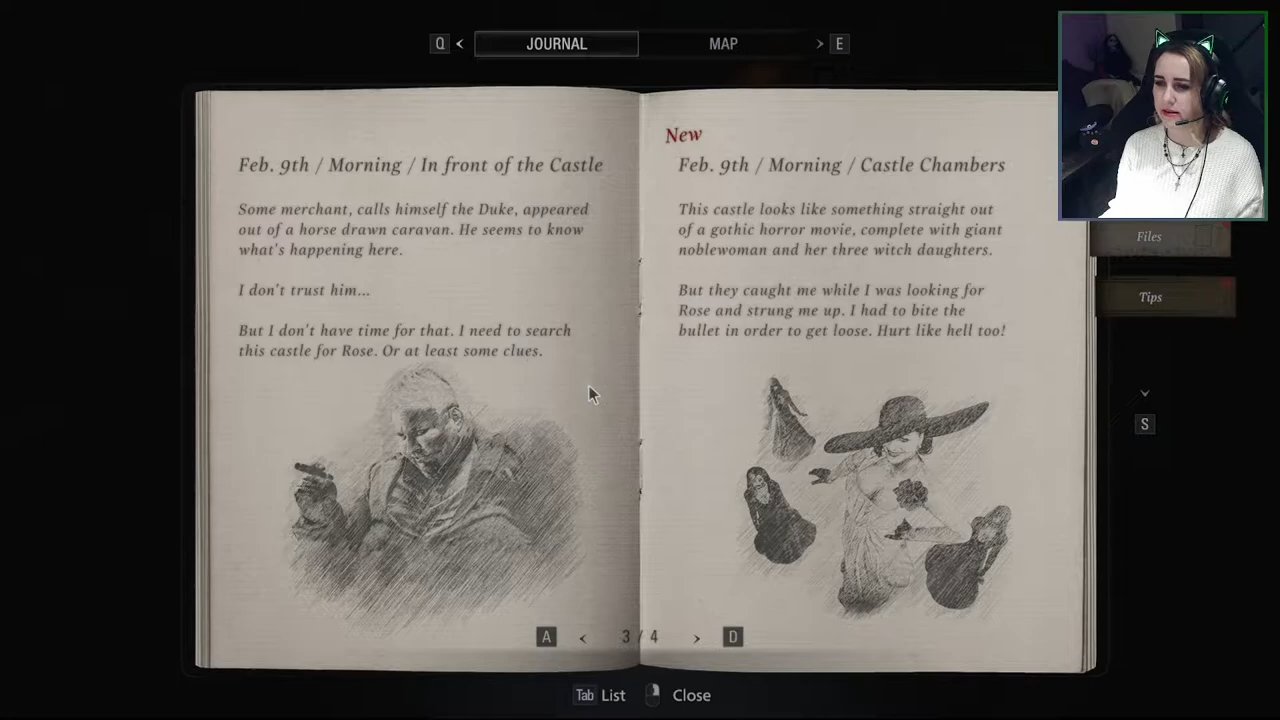 Q < JOURNAL MAP > E
New
Feb. 9th / Morning / In front of the Castle
Some merchant, calls himself the Duke, appeared
out of a horse drawn caravan. He seems to know
what's happening here.
I don't trust him...
But I don't have time for that. I need to search
this castle for Rose. Or at least some clues.
Feb. 9th / Morning / Castle Chambers
This castle looks like something straight out
of a gothic horror movie, complete with giant
noblewoman and her three witch daughters.
But they caught me while I was looking for
Rose and strung me up. I had to bite the
bullet in order to get loose. Hurt like hell too!
Files
Tips
S
A < 3 / 4 > D
Tab List Close